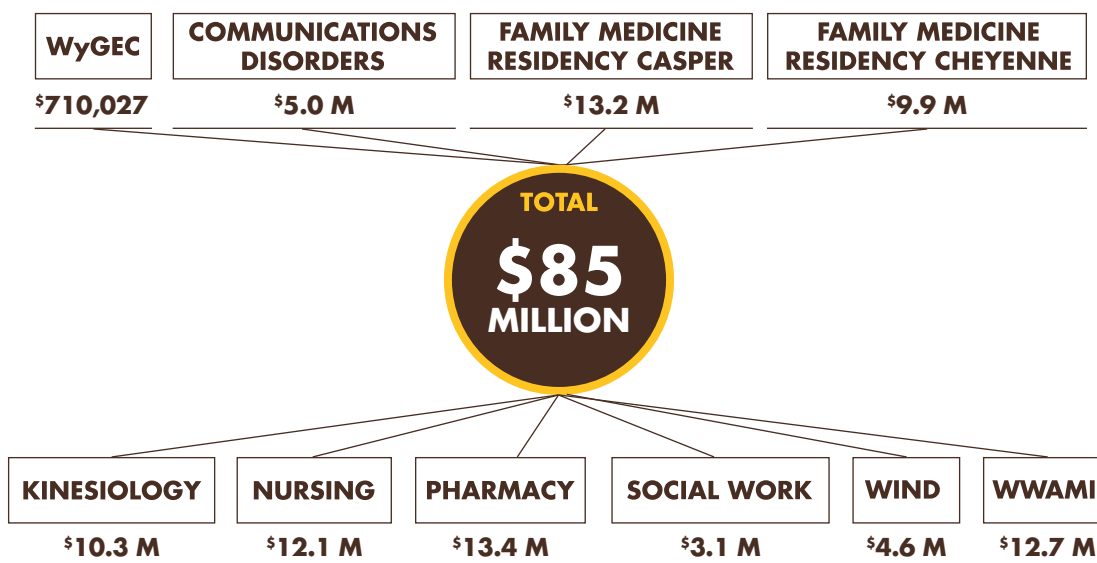 WyGEC
COMMUNICATIONS
DISORDERS
FAMILY MEDICINE
RESIDENCY CASPER
FAMILY MEDICINE
RESIDENCY CHEYENNE
$710,027
$5.0 M
$13.2 M
$9.9 M
TOTAL
$85
MILLION
KINESIOLOGY
NURSING
PHARMACY
SOCIAL WORK
WIND
WWAMI
$10.3 M
$12.1 M
$13.4 M
$3.1 M
$4.6 M
$12.7 M